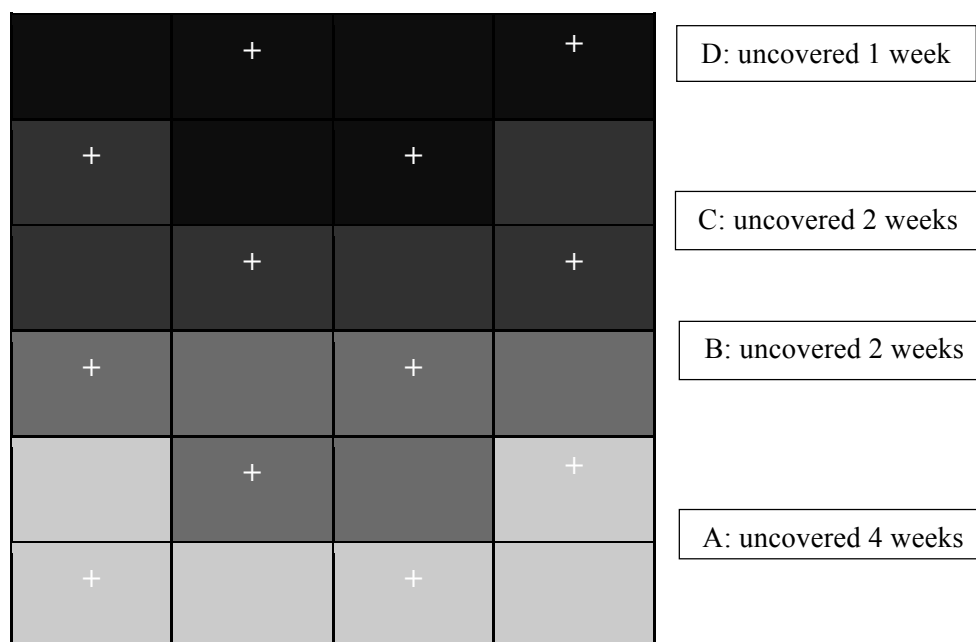 + +
D: uncovered 1 week
+ +
C: uncovered 2 weeks
+ +
B: uncovered 2 weeks
+ +
+ +
A: uncovered 4 weeks
+ +